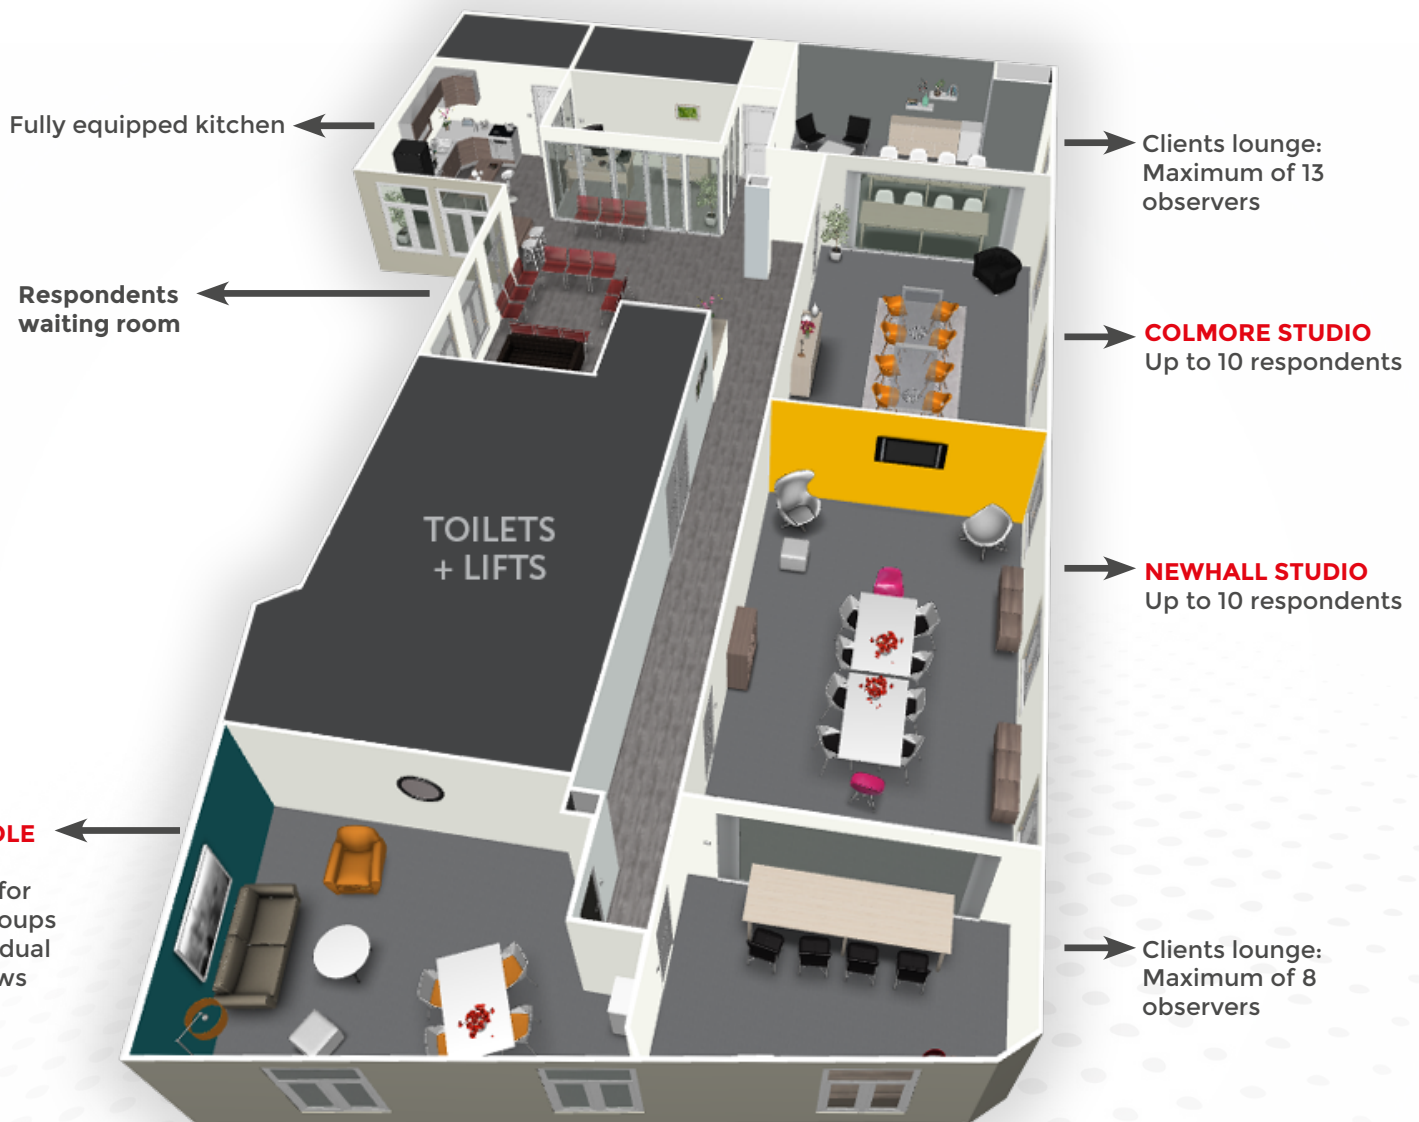 Fully equipped kitchen
Clients lounge:
Maximum of 13
observers
Respondents
waiting room
COLMORE STUDIO
Up to 10 respondents
TOILETS
+ LIFTS
NEWHALL STUDIO
Up to 10 respondents
for
Clients lounge:
Maximum of 8
observers